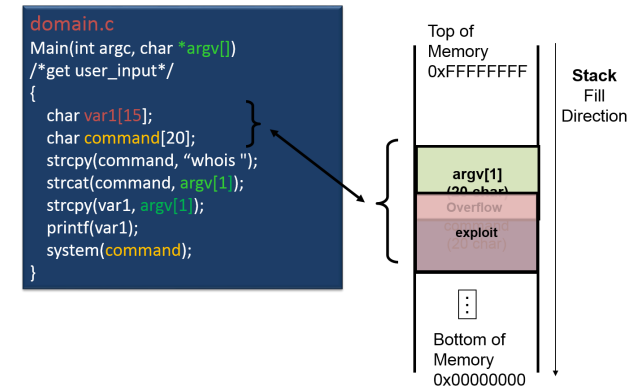 domain.c
Main(int argc, char *argv[])
/*get user_input*/
{
char var1[15];
char command[20];
strcpy(command, “whois ");
strcat(command, argv[1]);
strcpy(var1, argv[1]);
printf(var1);
system(command);
}
Top of
Memory
0xFFFFFFFF
Stack
Fill
Direction
argv[1]
(20 char)
Overflow
command
exploit
(20 char)
⋮
Bottom of
Memory
0x00000000